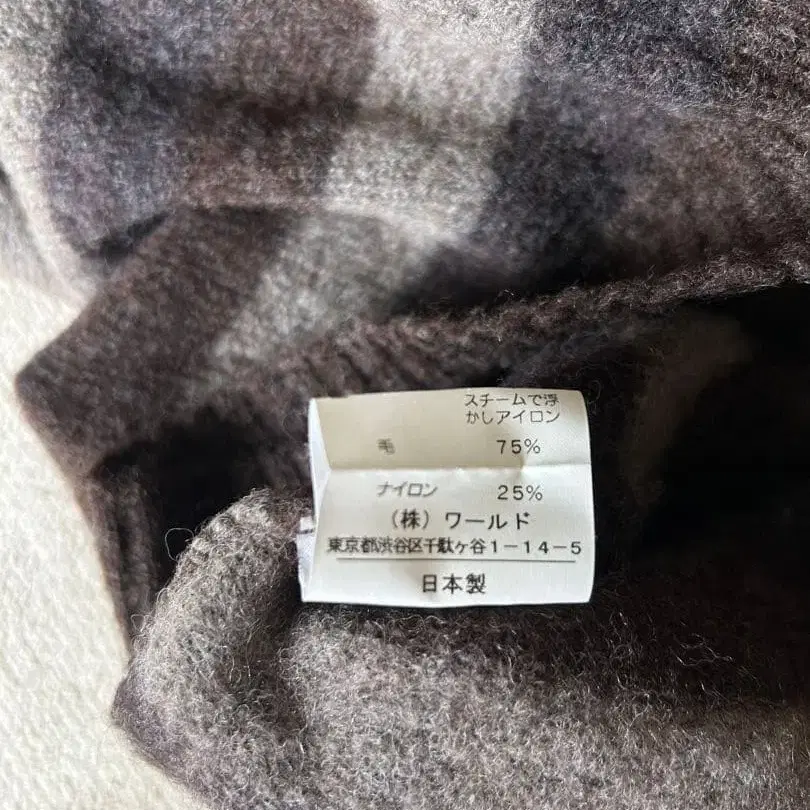 スチームで浮
かしアイロン
毛 75%
ナイロン 25%
(株) ワールド
東京都渋谷区千駄ヶ谷1-14-5
日本製